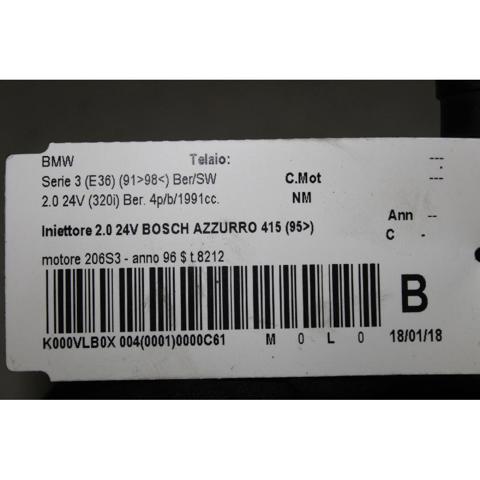 BMW Telaio: ---
Serie 3 (E36) (91>98<) Ber/SW C.Mot ---
2.0 24V (320i) Ber. 4p/b/1991cc. NM
Iniettore 2.0 24V BOSCH AZZURRO 415 (95>) Ann --
C -
motore 206S3 - anno 96 $ t.8212
B
K000VLB0X 004(0001)0000C61 M 0 L 0 18/01/18